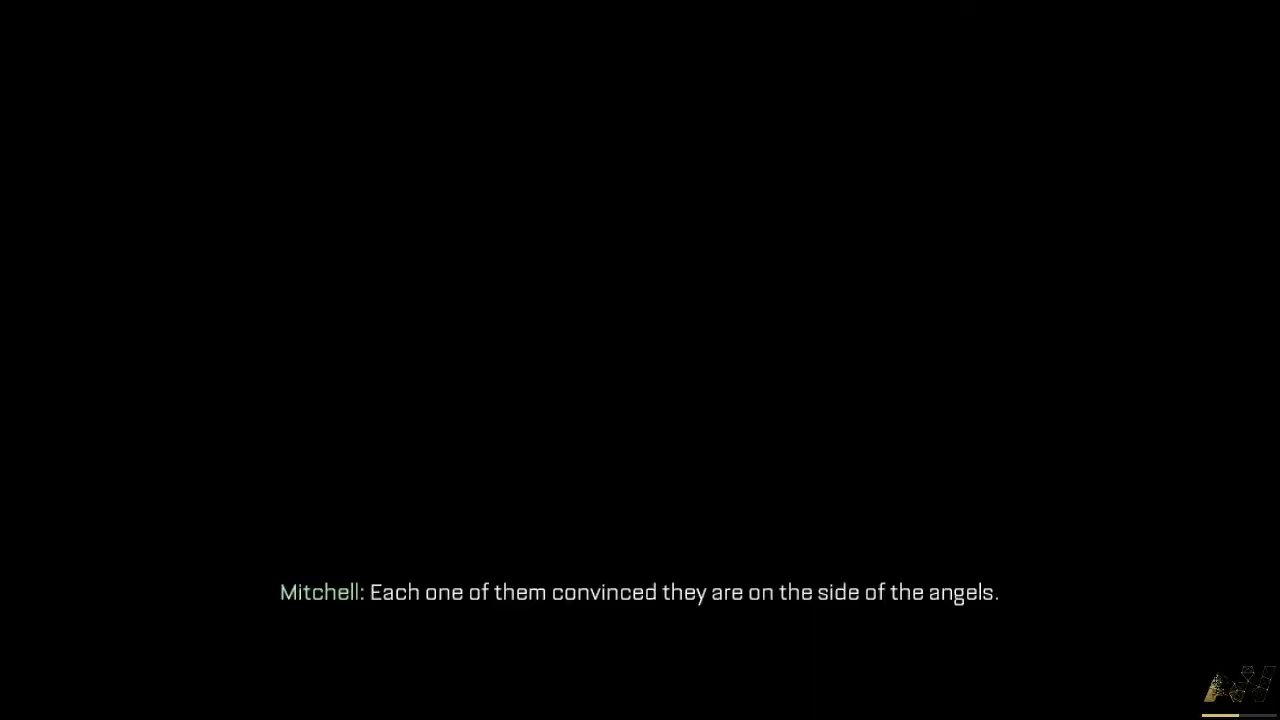 Mitchell: Each one of them convinced they are on the side of the angels.